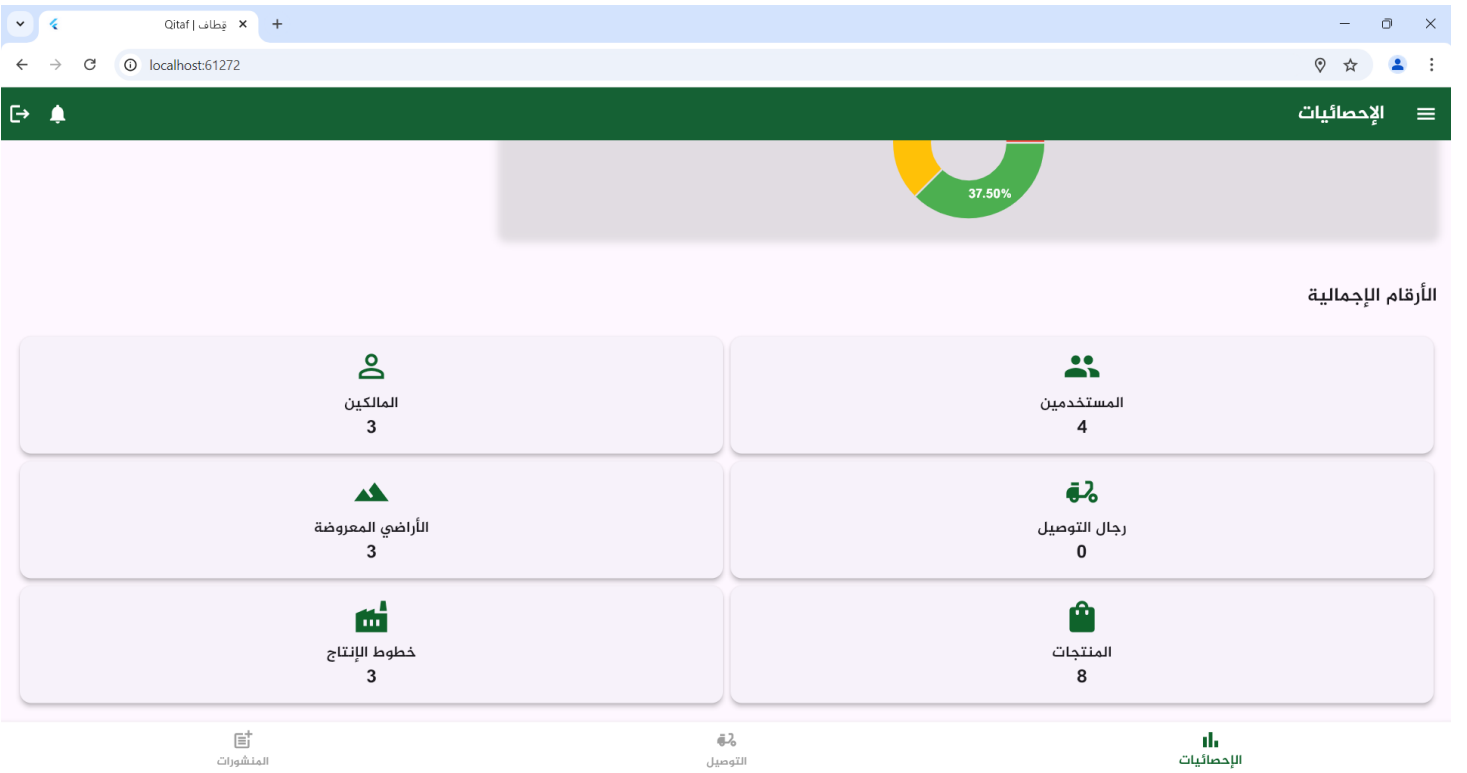 قِطاف | Qitaf
localhost:61272
الإحصائيات
37.50%
الأرقام الإجمالية
المستخدمين
4
المالكين
3
رجال التوصيل
0
الأراضي المعروضة
3
المنتجات
8
خطوط الإنتاج
3
الإحصائيات
التوصيل
المنشورات